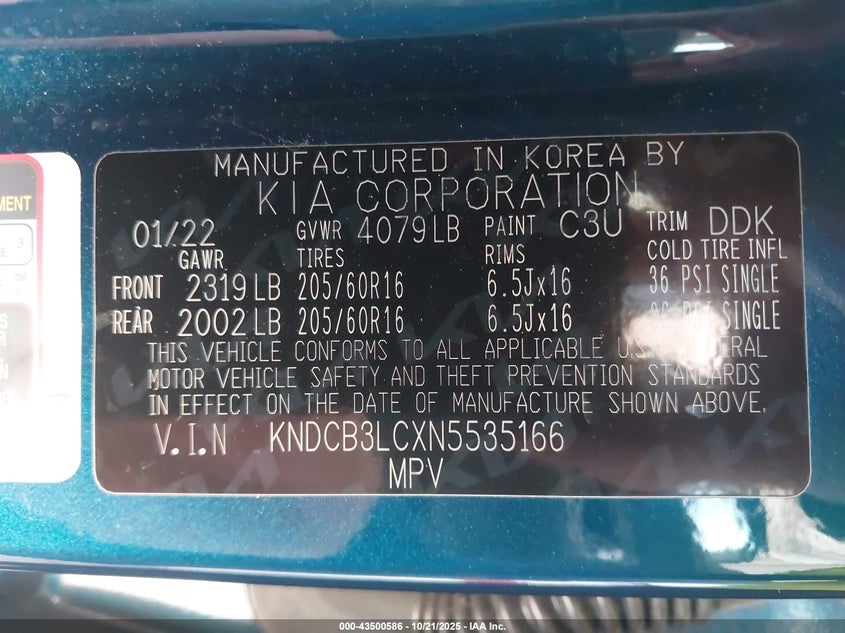 MANUFACTURED IN KOREA BY
KIA CORPORATION
01/22 GVWR 4079LB PAINT C3U TRIM DDK
GAWR TIRES RIMS COLD TIRE INFL
FRONT 2319LB 205/60R16 6.5Jx16 36 PSI SINGLE
REAR 2002LB 205/60R16 6.5Jx16 PSI SINGLE
THIS VEHICLE CONFORMS TO ALL APPLICABLE U.S. FEDERAL
MOTOR VEHICLE SAFETY AND THEFT PREVENTION STANDARDS
IN EFFECT ON THE DATE OF MANUFACTURE SHOWN ABOVE.
V.I.N KNDCB3LCXN5535166
MPV
000-43500586 - 10/21/2025 - IAA Inc.